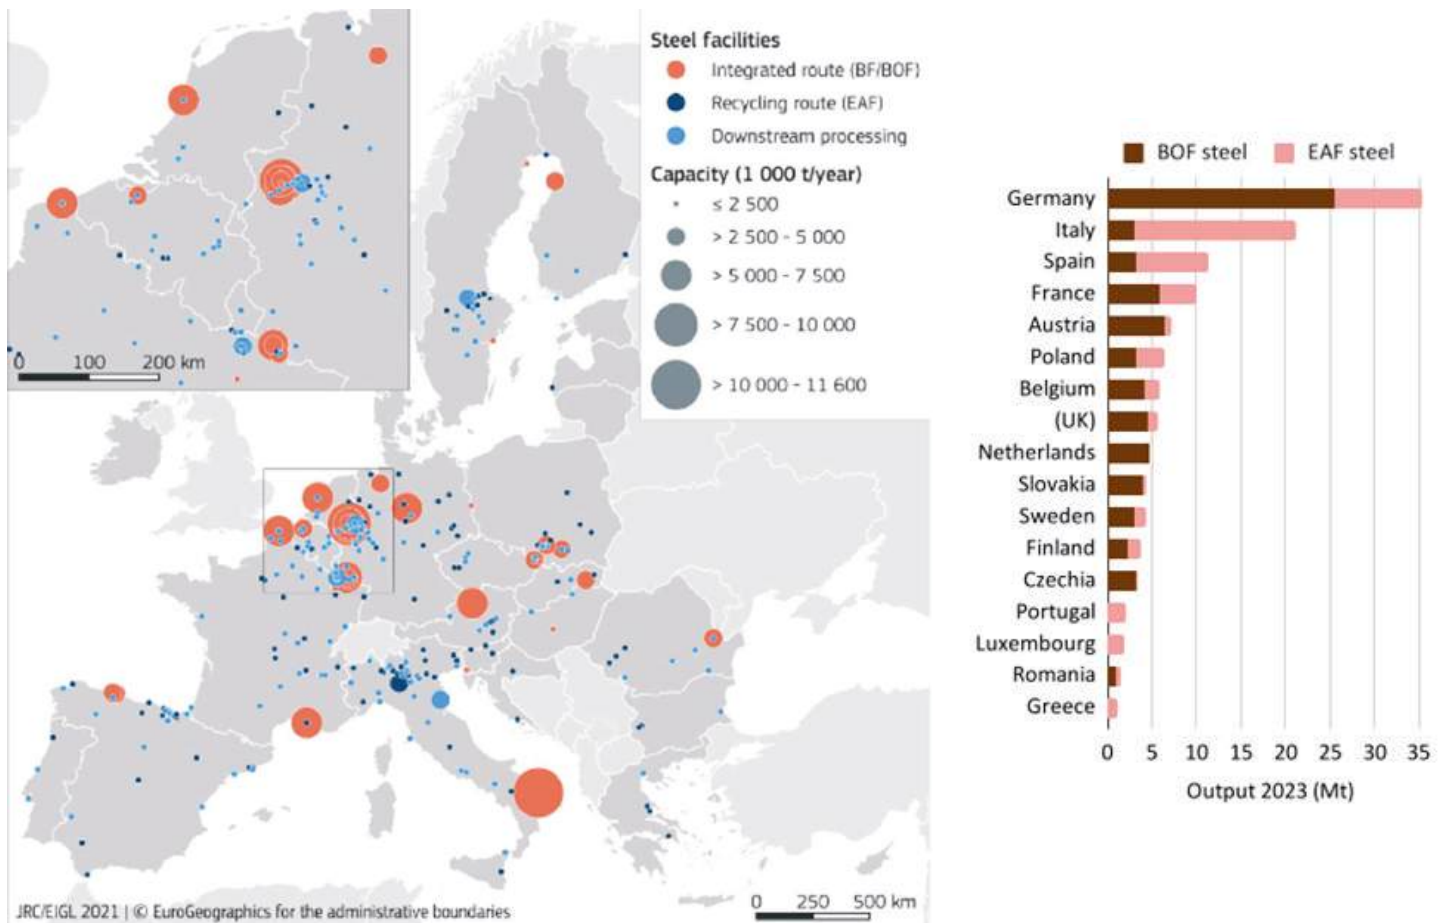 Steel facilities
Integrated route (BF/BOF)
Recycling route (EAF)
Downstream processing
Capacity (1 000 t/year)
≤ 2 500
> 2 500 - 5 000
> 5 000 - 7 500
> 7 500 - 10 000
> 10 000 - 11 600
0 100 200 km
0 250 500 km
JRC/EIGL 2021 | © EuroGeographics for the administrative boundaries
BOF steel EAF steel
Germany
Italy
Spain
France
Austria
Poland
Belgium
(UK)
Netherlands
Slovakia
Sweden
Finland
Czechia
Portugal
Luxembourg
Romania
Greece
0 5 10 15 20 25 30 35
Output 2023 (Mt)